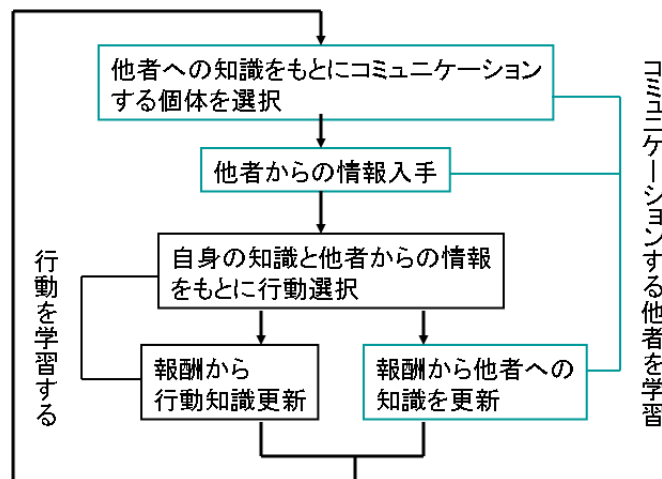 他者への知識をもとにコミュニケーション
する個体を選択
他者からの情報入手
自身の知識と他者からの情報
をもとに行動選択
報酬から
行動知識更新
報酬から他者への
知識を更新
行動を学習する
コミュニケーションする他者を学習